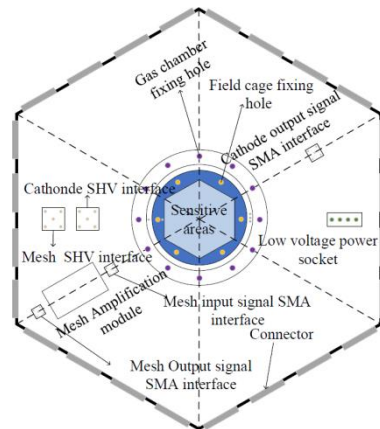 Gas chamber
fixing hole
Field cage fixing
hole
Cathode output signal
SMA interface
Cathonde SHV interface
Sensitive
areas
Low voltage power
socket
Mesh SHV interface
Mesh Amplification
module
Mesh input signal SMA
interface
Connector
Mesh Output signal
SMA interface